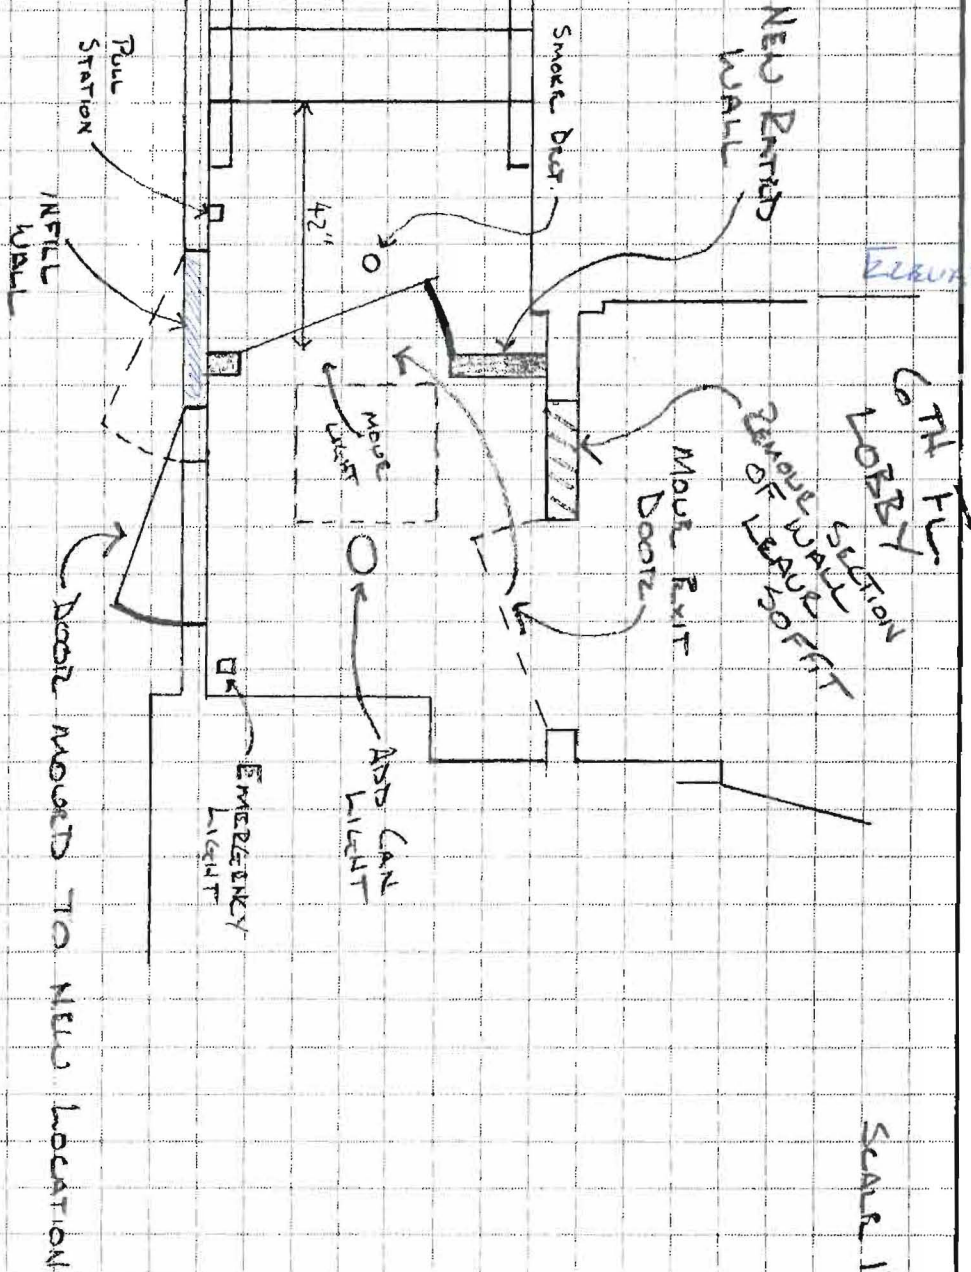 6TH FL.
LOBBY
SCALE 1
NEW RATED
WALL
SMOKE DECT.
PULL
STATION
INFILL
WALL
42"
MOVE
LIGHT
REMOVE SECTION
OF WALL
LEAVE SOFFIT
MOVE EXIT
DOOR
ADD CAN
LIGHT
EMERGENCY
LIGHT
DOOR MOVED TO NEW LOCATION